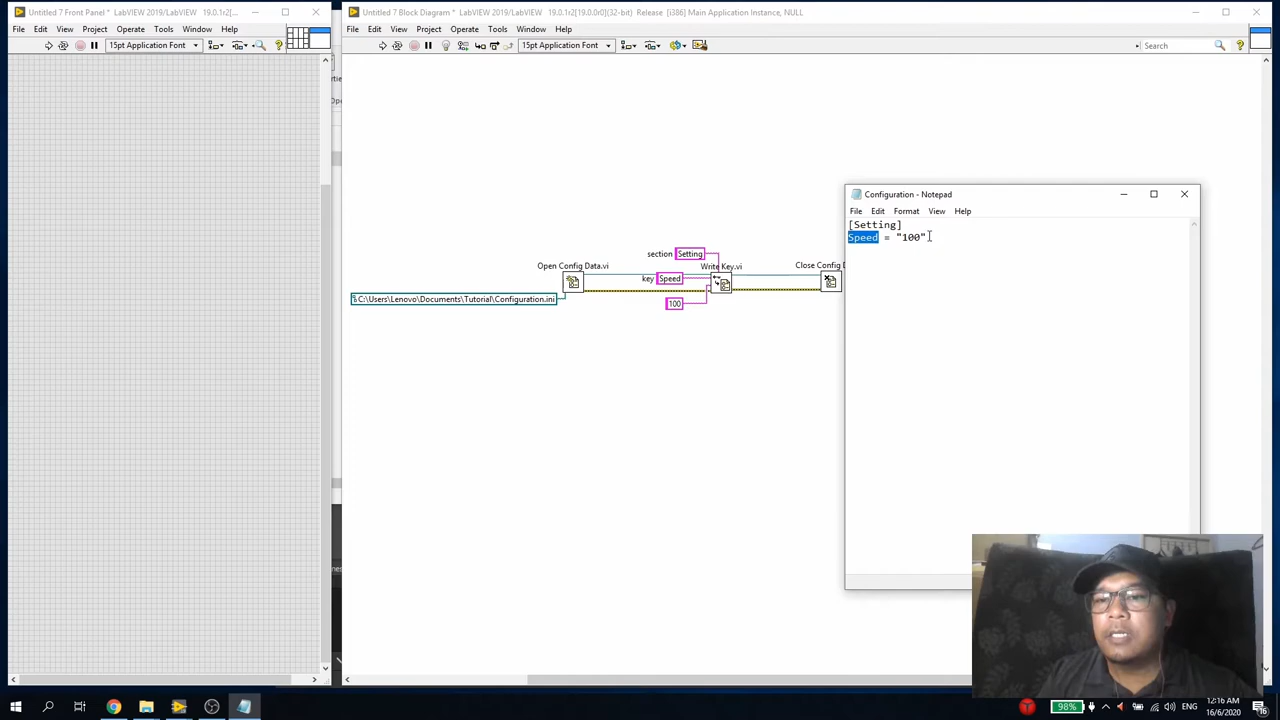 Untitled 7 Front Panel * LabVIEW 2019/LabVIEW 19.0.1r2[...
File Edit View Project Operate Tools Window Help
15pt Application Font
Untitled 7 Block Diagram * LabVIEW 2019/LabVIEW 19.0.1r2[19.0.0r0](32-bit) Release [i386] Main Application Instance, NULL
File Edit View Project Operate Tools Window Help
15pt Application Font
Search
section Setting
Open Config Data.vi
Write Key.vi
Close Config D
key Speed
C:\Users\Lenovo\Documents\Tutorial\Configuration.ini
100
Configuration - Notepad
File Edit Format View Help
[Setting]
Speed = "100"
98%
ENG
12:16 AM
16/6/2020